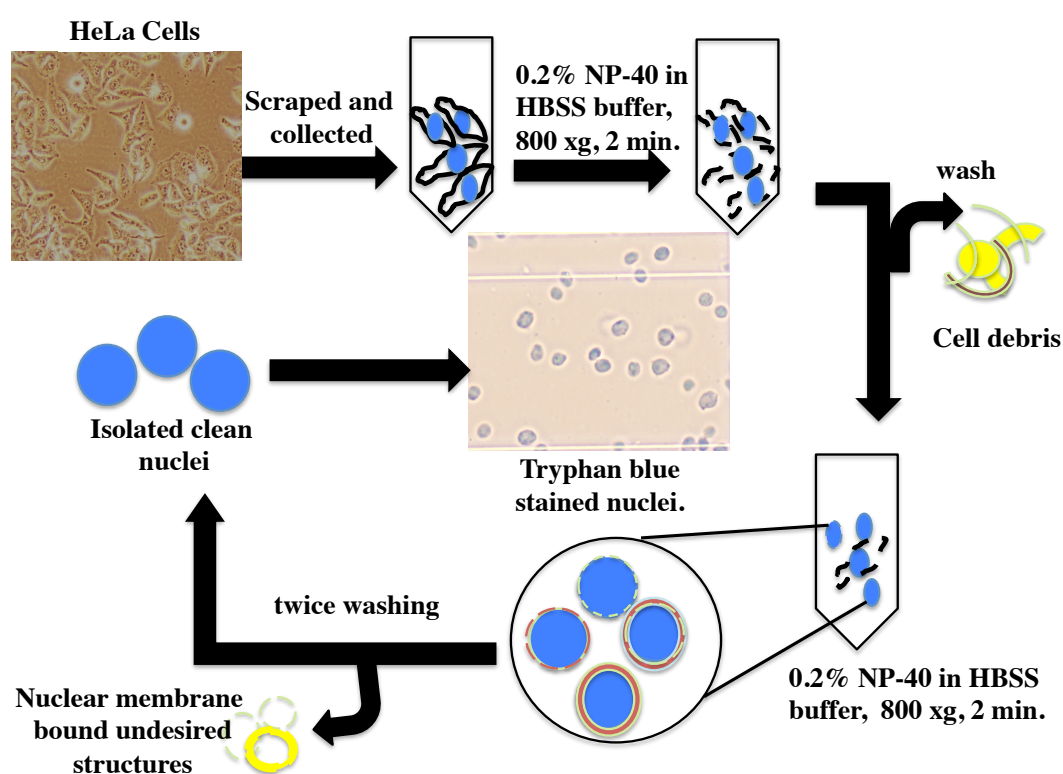 HeLa Cells
Scraped and
collected
0.2% NP-40 in
HBSS buffer,
800 xg, 2 min.
wash
Cell debris
Isolated clean
nuclei
Tryphan blue
stained nuclei.
twice washing
0.2% NP-40 in HBSS
buffer, 800 xg, 2 min.
Nuclear membrane
bound undesired
structures